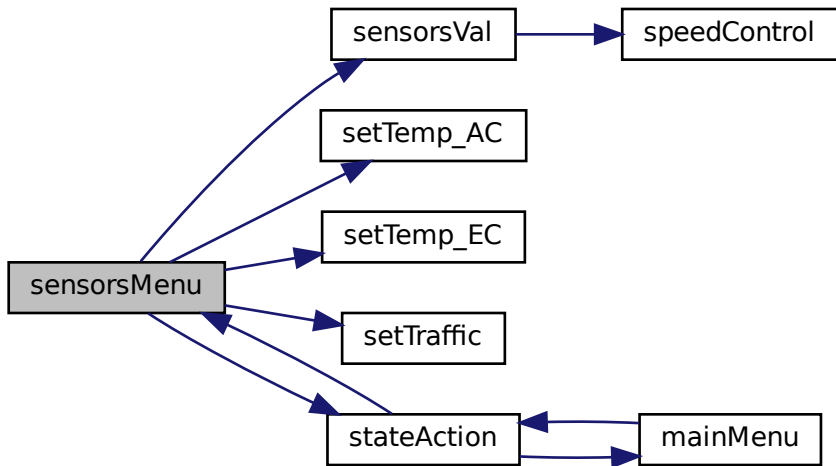 sensorsVal
speedControl
setTemp_AC
setTemp_EC
sensorsMenu
setTraffic
stateAction
mainMenu